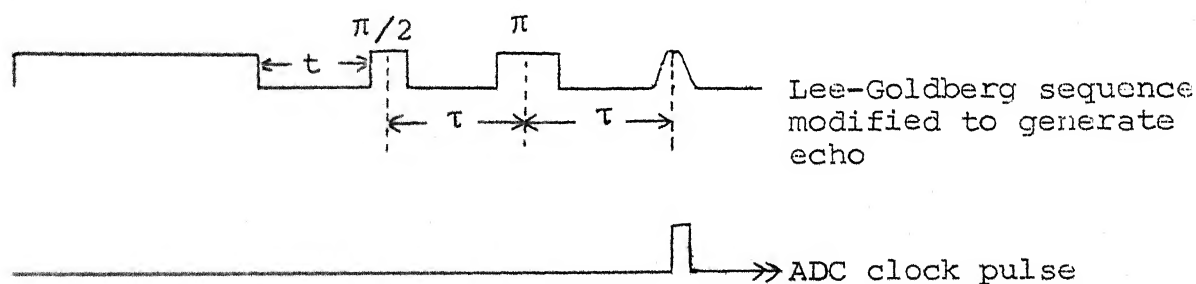 π/2
π
t
τ
τ
Lee-Goldberg sequence
modified to generate
echo
ADC clock pulse